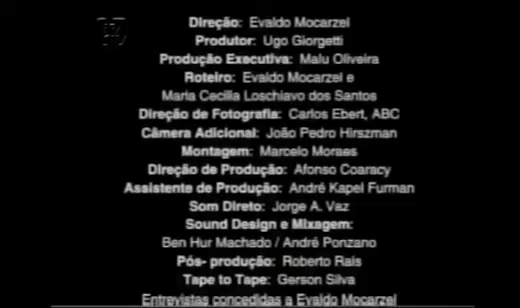 Direção: Evaldo Mocarzel
Produtor: Ugo Giorgetti
Produção Executiva: Malu Oliveira
Roteiro: Evaldo Mocarzel e
Maria Cecilia Loschiavo dos Santos
Direção de Fotografia: Carlos Ebert, ABC
Câmera Adicional: João Pedro Hirszman
Montagem: Marcelo Moraes
Direção de Produção: Afonso Coaracy
Assistente de Produção: André Kapel Furman
Som Direto: Jorge A. Vaz
Sound Design e Mixagem:
Ben Hur Machado / André Ponzano
Pós- produção: Roberto Rais
Tape to Tape: Gerson Silva
Entrevistas concedidas a Evaldo Mocarzel